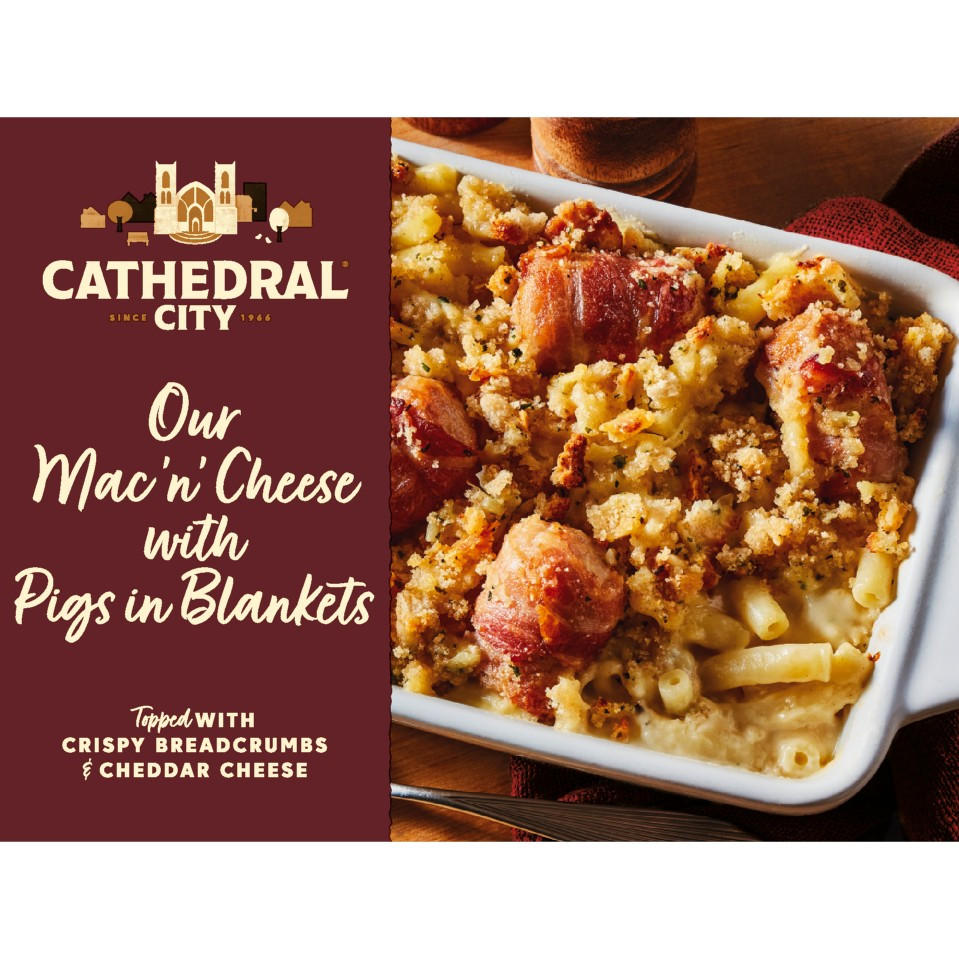 CATHEDRAL®
SINCE CITY 1966
Our
Mac 'n' Cheese
with
Pigs in Blankets
Topped WITH
CRISPY BREADCRUMBS
& CHEDDAR CHEESE